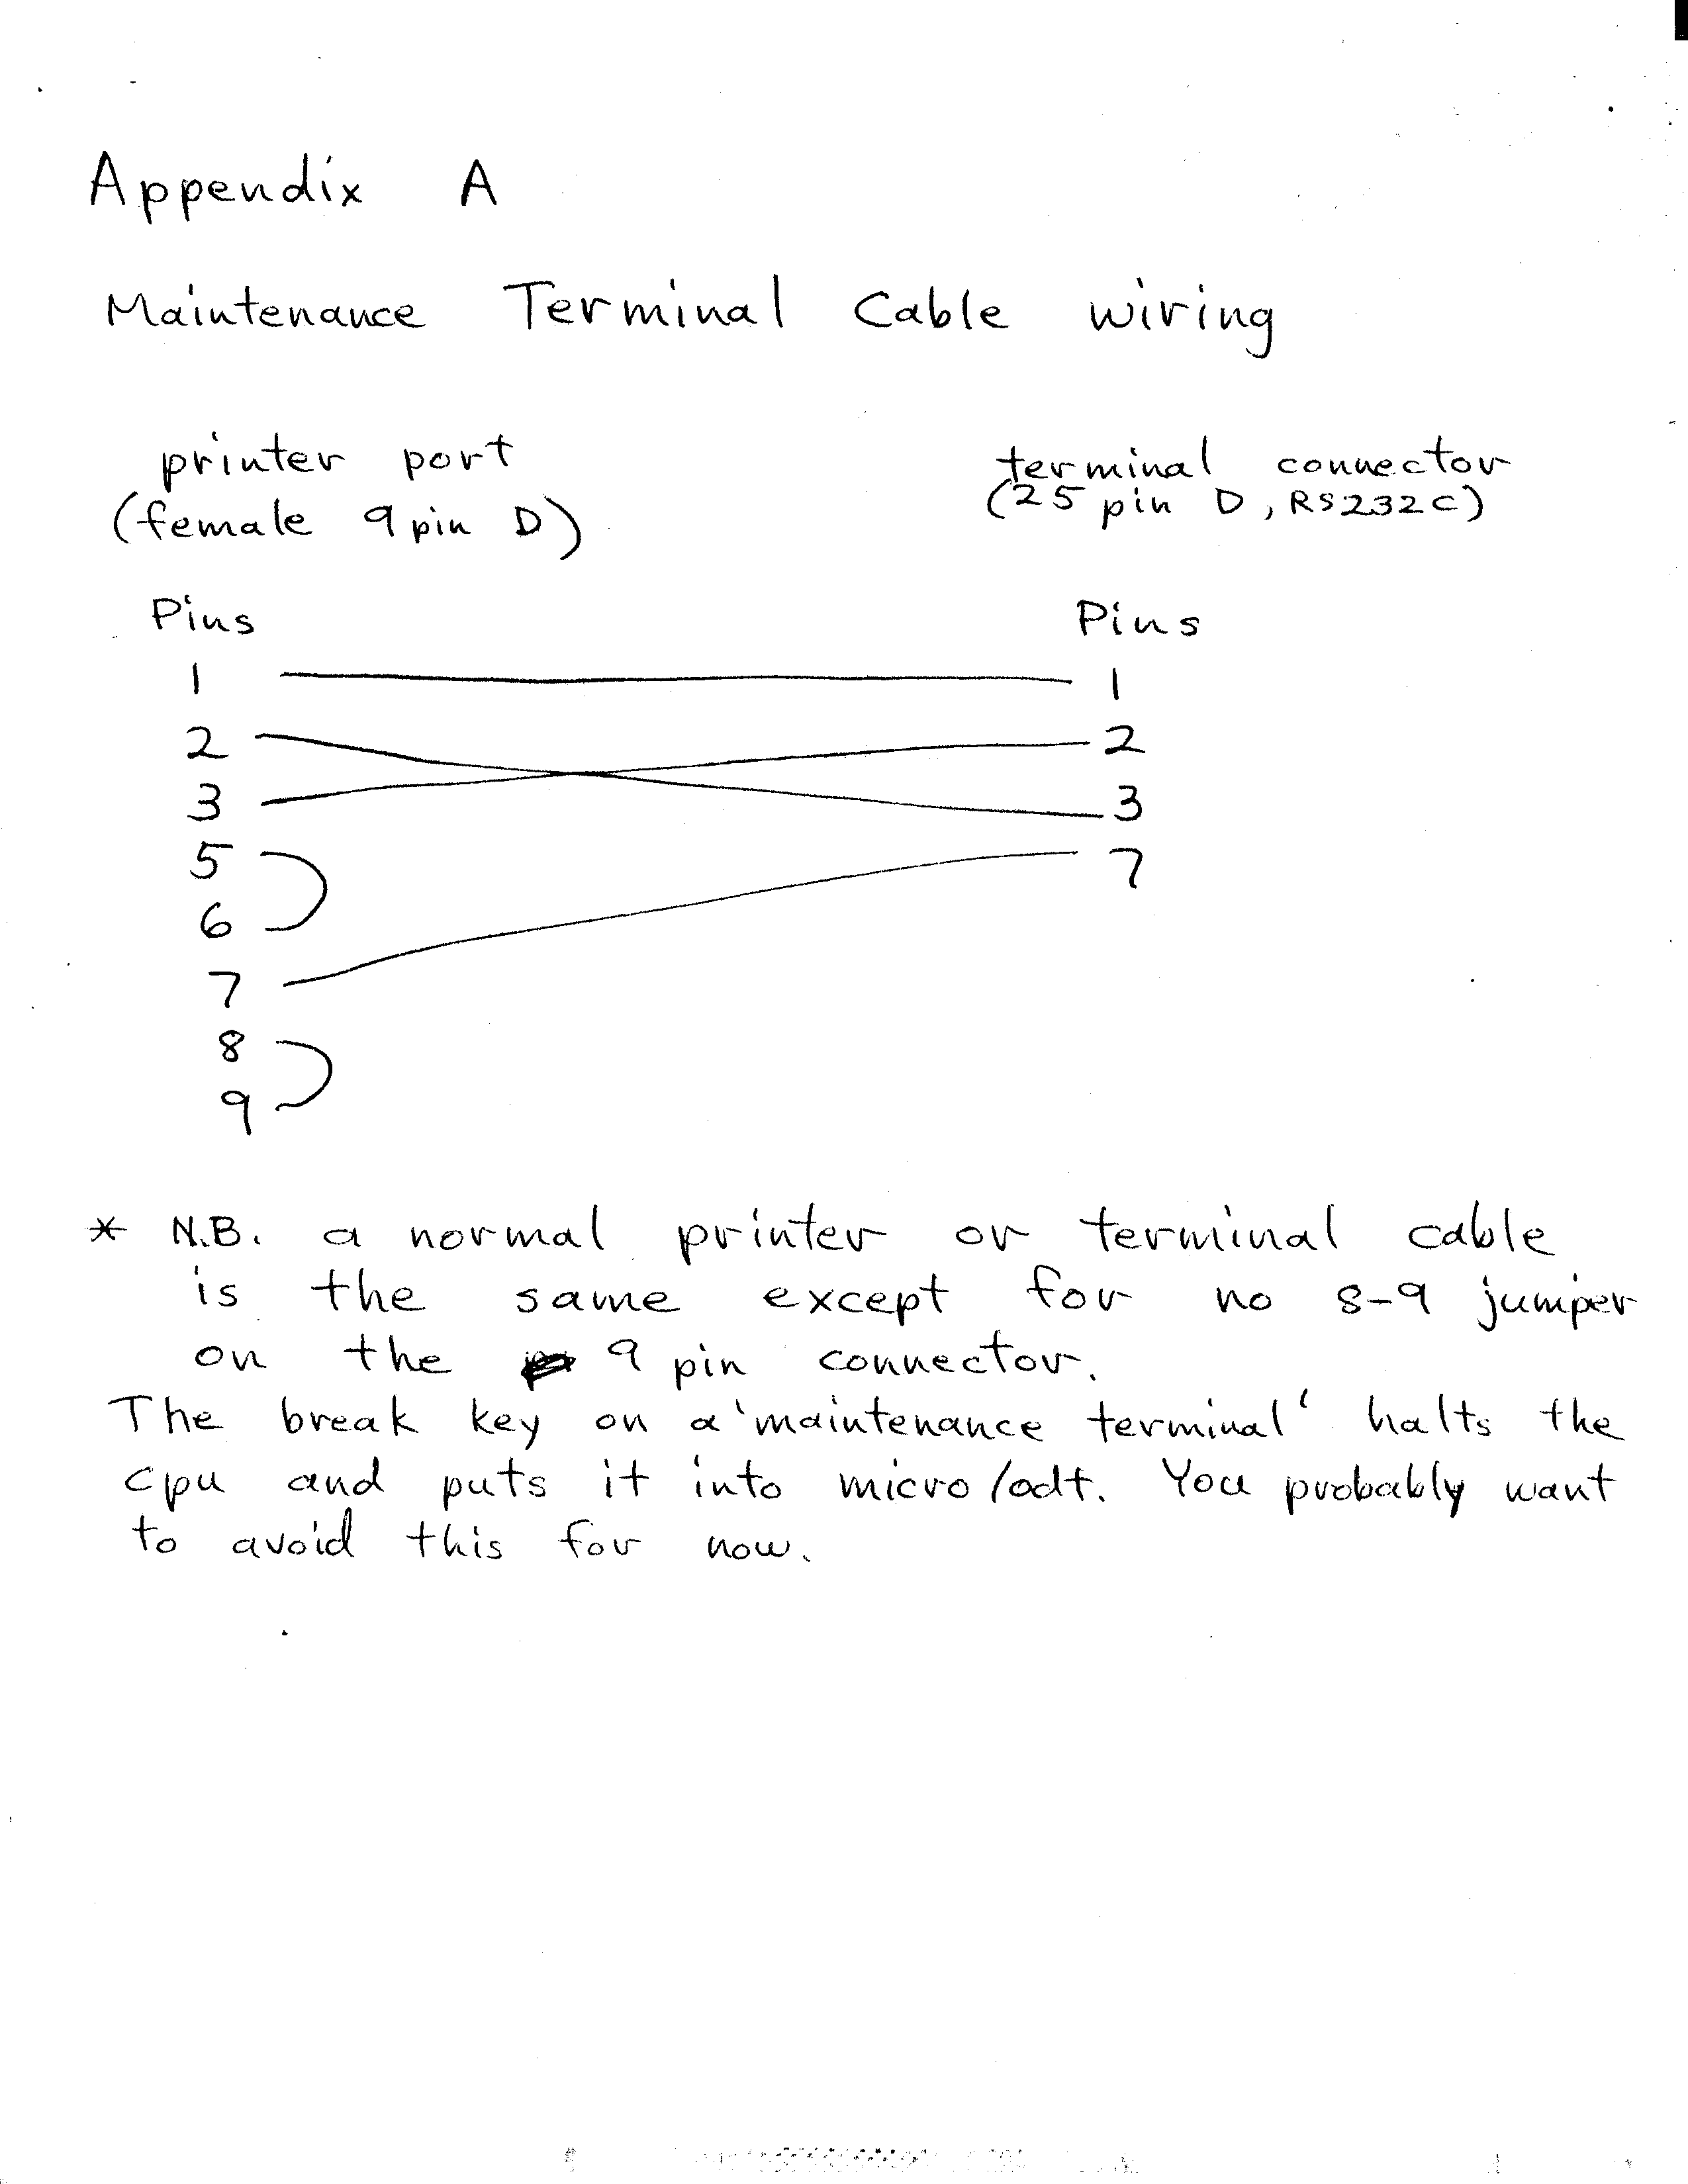 Appendix A
Maintenance Terminal Cable wiring
printer port terminal connector
(female 9 pin D) (25 pin D, RS232C)
Pins Pins
1 1
2 2
3 3
5 7
6
7
8
9
* N.B. a normal printer or terminal cable
is the same except for no 8-9 jumper
on the 9 pin connector.
The break key on a 'maintenance terminal' halts the
cpu and puts it into micro/odt. You probably want
to avoid this for now.